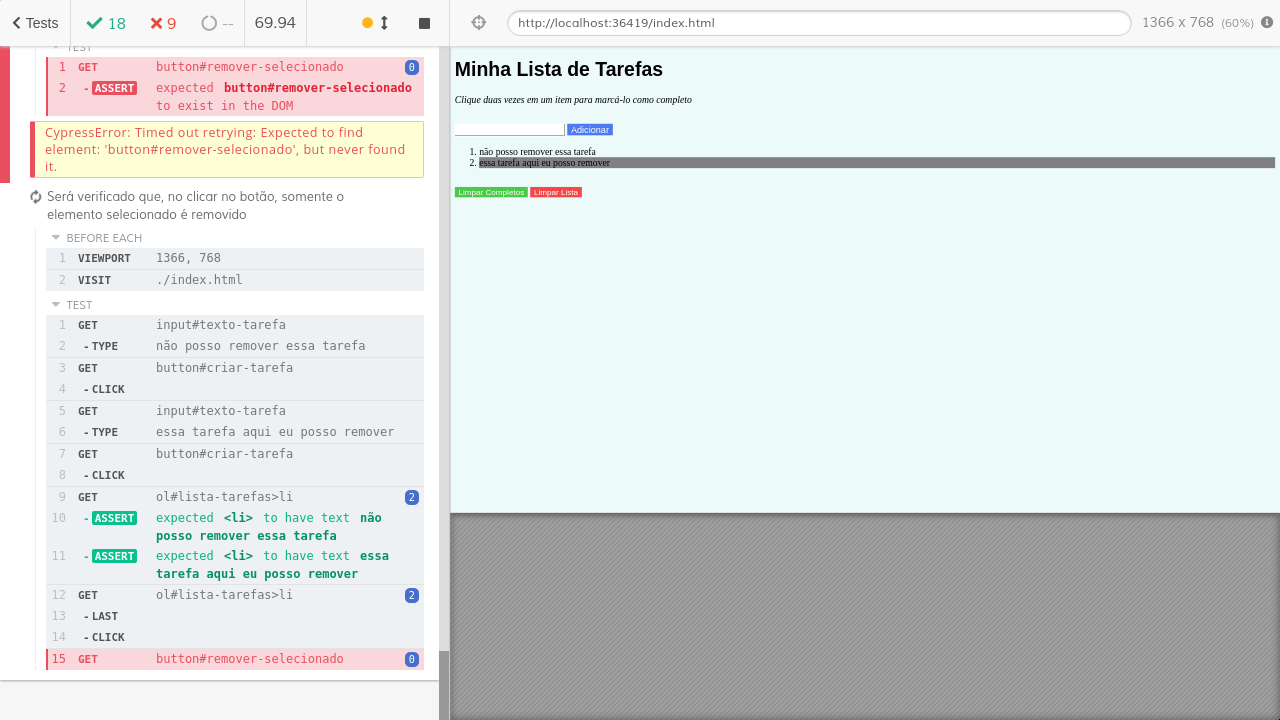 Tests
18
9
--
69.94
http://localhost:36419/index.html
1366 x 768 (60%)
TEST
1 GET button#remover-selecionado 0
2 - ASSERT expected button#remover-selecionado
to exist in the DOM
CypressError: Timed out retrying: Expected to find
element: 'button#remover-selecionado', but never found
it.
Será verificado que, no clicar no botão, somente o
elemento selecionado é removido
BEFORE EACH
1 VIEWPORT 1366, 768
2 VISIT ./index.html
TEST
1 GET input#texto-tarefa
2 - TYPE não posso remover essa tarefa
3 GET button#criar-tarefa
4 - CLICK
5 GET input#texto-tarefa
6 - TYPE essa tarefa aqui eu posso remover
7 GET button#criar-tarefa
8 - CLICK
9 GET ol#lista-tarefas>li 2
10 - ASSERT expected <li> to have text não
posso remover essa tarefa
11 - ASSERT expected <li> to have text essa
tarefa aqui eu posso remover
12 GET ol#lista-tarefas>li 2
13 - LAST
14 - CLICK
15 GET button#remover-selecionado 0
Minha Lista de Tarefas
Clique duas vezes em um item para marcá-lo como completo
Adicionar
1. não posso remover essa tarefa
2. essa tarefa aqui eu posso remover
Limpar Completos Limpar Lista